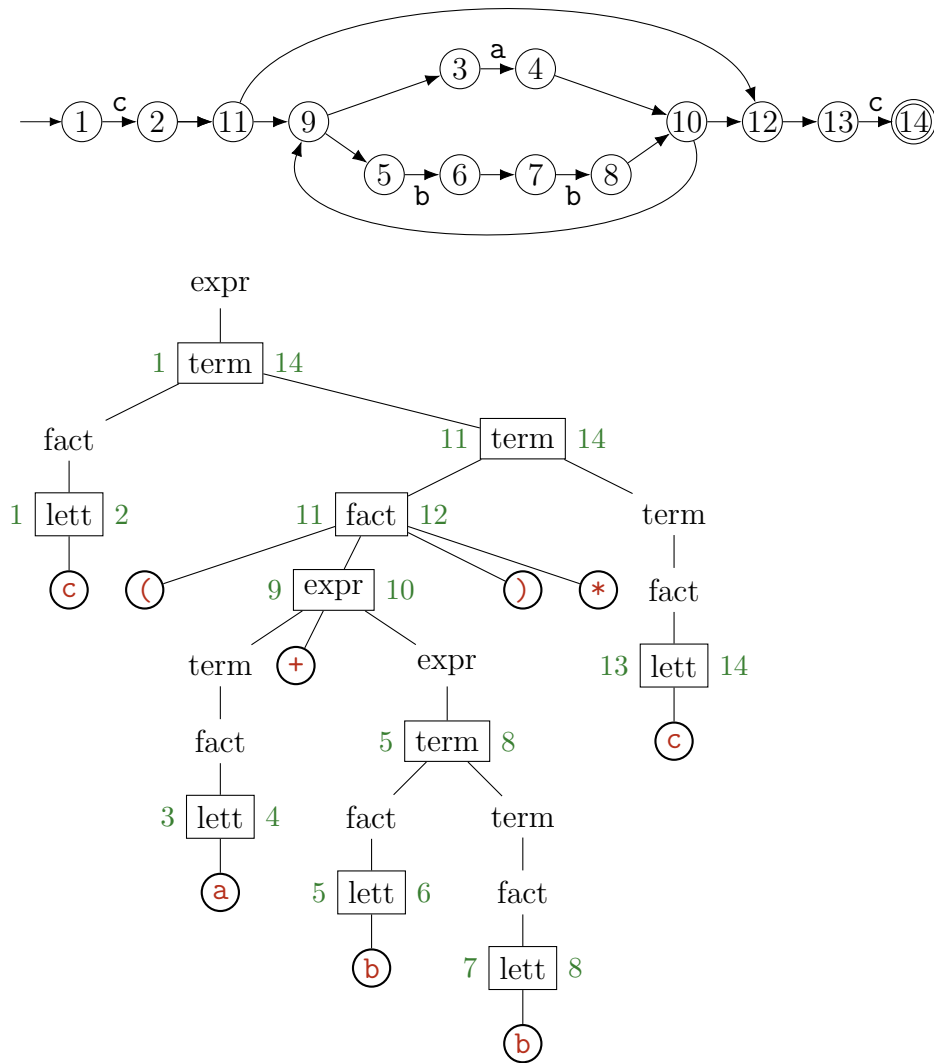 a
3 4
c c
1 2 11 9 10 12 13 14
5 6 7 8
b b
expr
1 term 14
fact 11 term 14
1 lett 2 11 fact 12 term
c ( 9 expr 10 ) * fact
term + expr 13 lett 14
fact 5 term 8 c
3 lett 4 fact term
a 5 lett 6 fact
b 7 lett 8
b